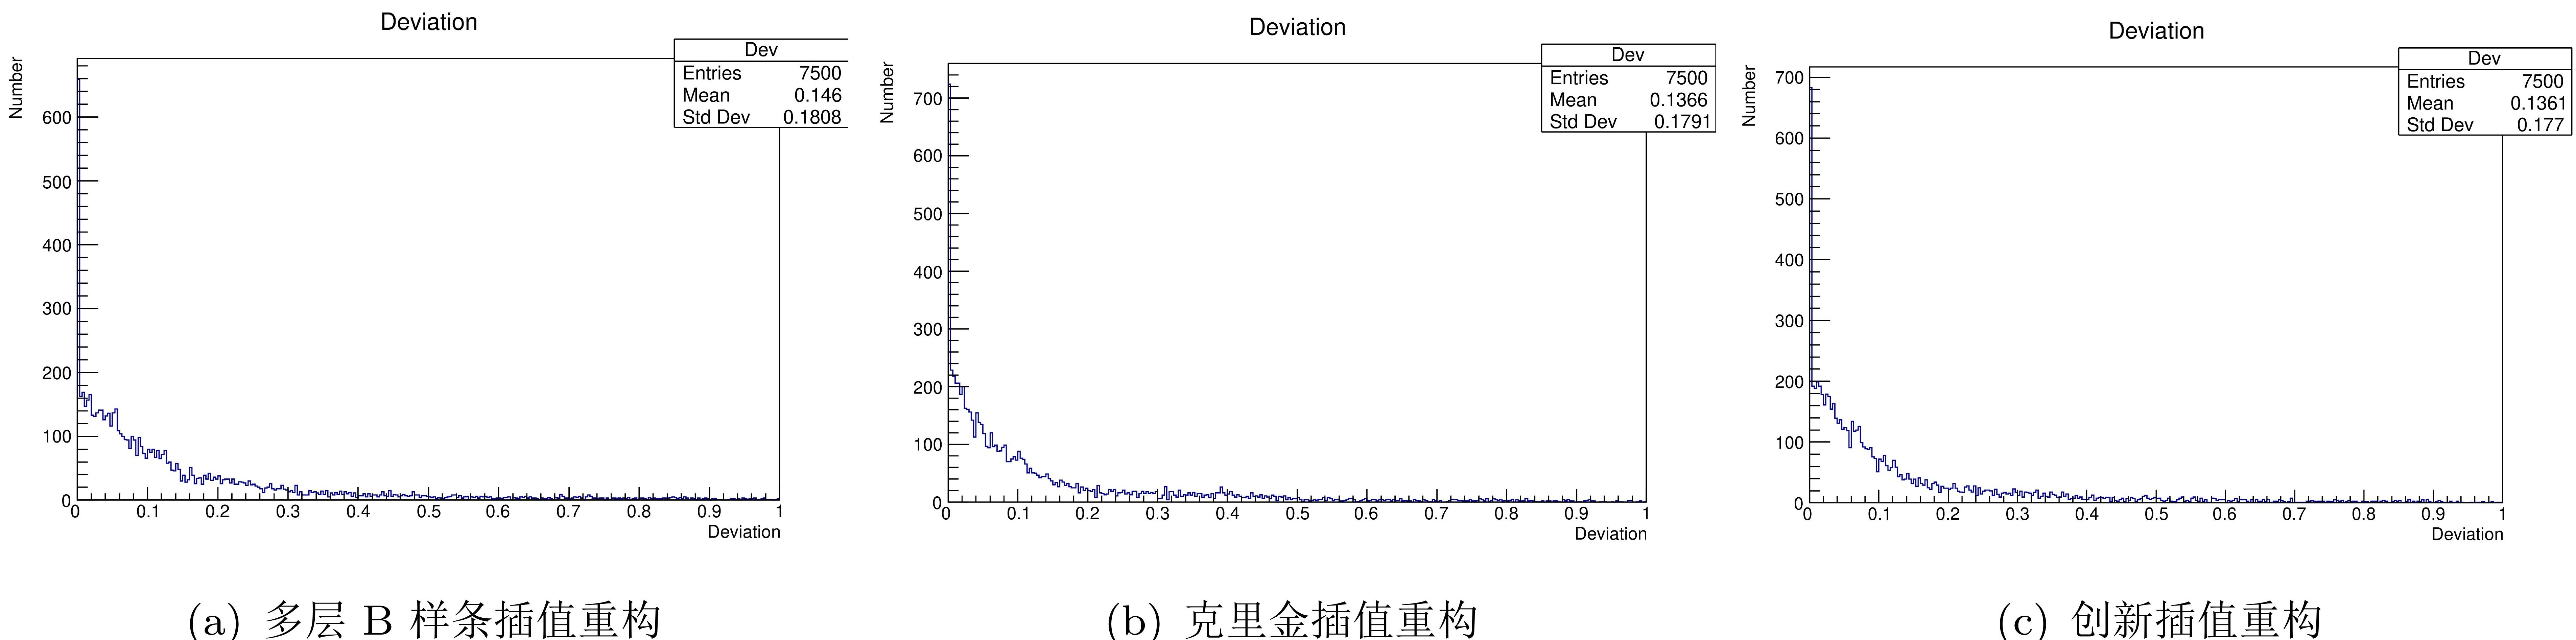 Deviation
Number
Dev
Entries 7500
Mean 0.146
Std Dev 0.1808
600
500
400
300
200
100
0
0 0.1 0.2 0.3 0.4 0.5 0.6 0.7 0.8 0.9 1
Deviation
(a) 多层 B 样条插值重构
Deviation
Number
Dev
Entries 7500
Mean 0.1366
Std Dev 0.1791
700
600
500
400
300
200
100
0
0 0.1 0.2 0.3 0.4 0.5 0.6 0.7 0.8 0.9 1
Deviation
(b) 克里金插值重构
Deviation
Number
Dev
Entries 7500
Mean 0.1361
Std Dev 0.177
700
600
500
400
300
200
100
0
0 0.1 0.2 0.3 0.4 0.5 0.6 0.7 0.8 0.9 1
Deviation
(c) 创新插值重构